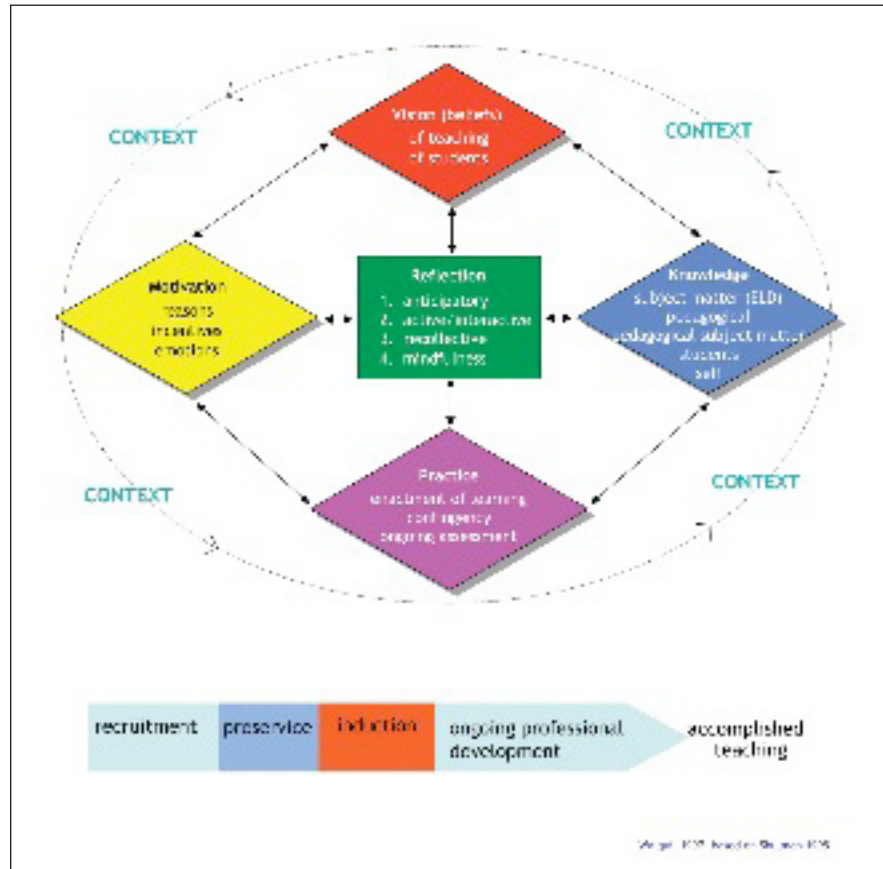 Vision (beliefs)
of teaching
of students
CONTEXT
CONTEXT
Motivation
reasons
incentives
emotions
Reflection
1. anticipatory
2. active/interactive
3. recollective
4. mindfulness
Knowledge
subject matter (ELD)
pedagogical
pedagogical subject matter
students
self
CONTEXT
CONTEXT
Practice
enactment of learning
contingency
ongoing assessment
recruitment
preservice
induction
ongoing professional
development
accomplished
teaching
based on